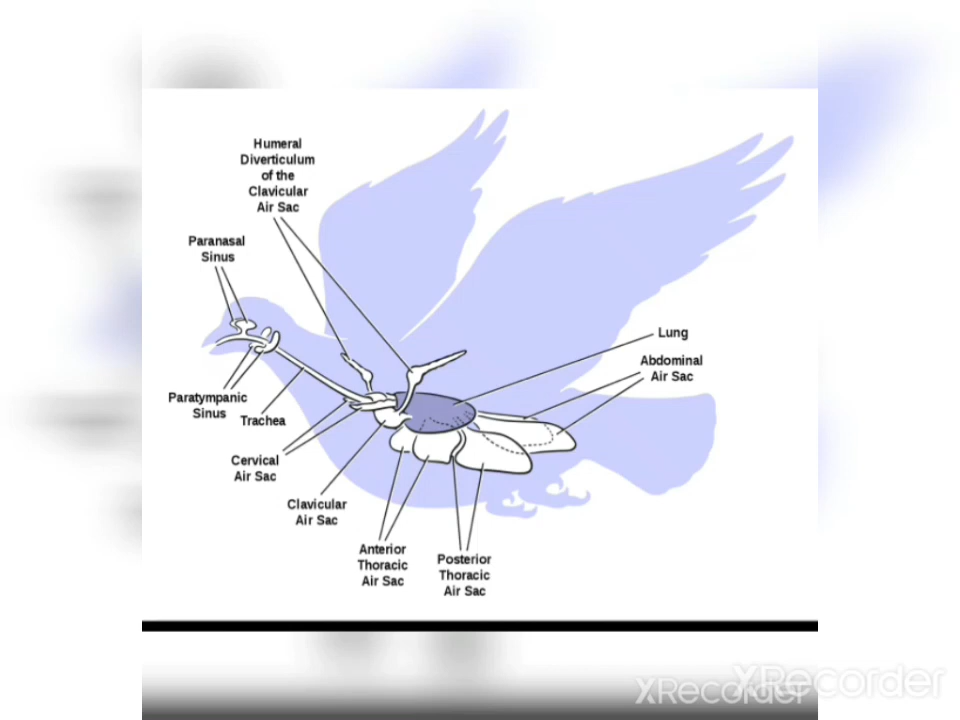 Humeral
Diverticulum
of the
Clavicular
Air Sac
Paranasal
Sinus
Lung
Abdominal
Air Sac
Paratympanic
Sinus
Trachea
Cervical
Air Sac
Clavicular
Air Sac
Anterior
Thoracic
Air Sac
Posterior
Thoracic
Air Sac
XRecorder
XRecorder